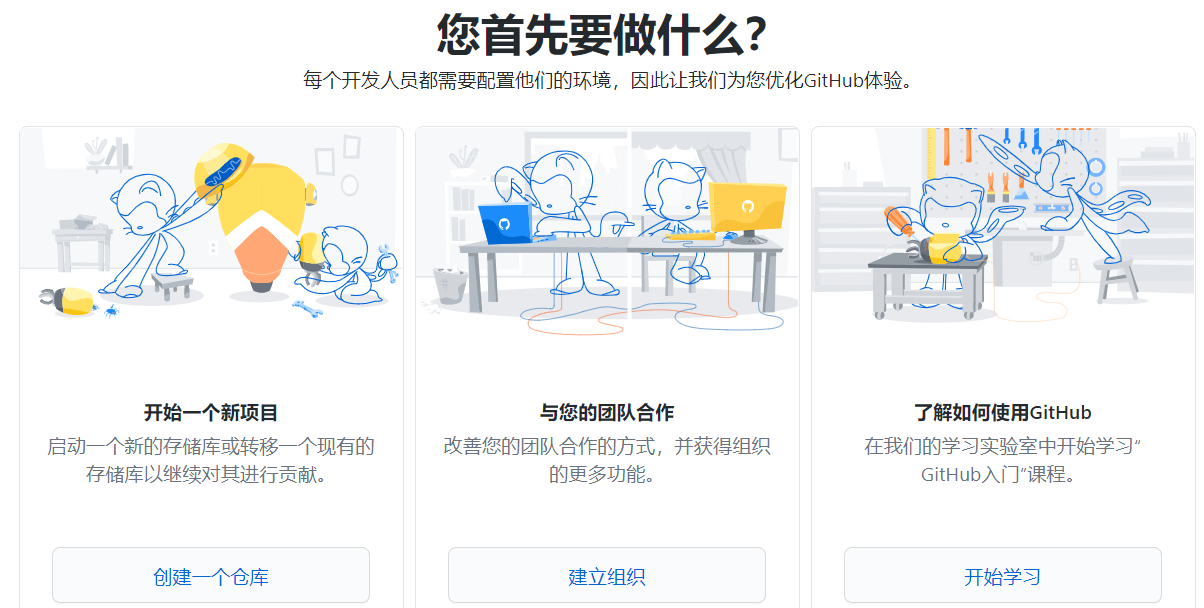 您首先要做什么?
每个开发人员都需要配置他们的环境，因此让我们为您优化GitHub体验。
开始一个新项目
启动一个新的存储库或转移一个现有的
存储库以继续对其进行贡献。
创建一个仓库
与您的团队合作
改善您的团队合作的方式，并获得组织
的更多功能。
建立组织
了解如何使用GitHub
在我们的学习实验室中开始学习“
GitHub入门”课程。
开始学习